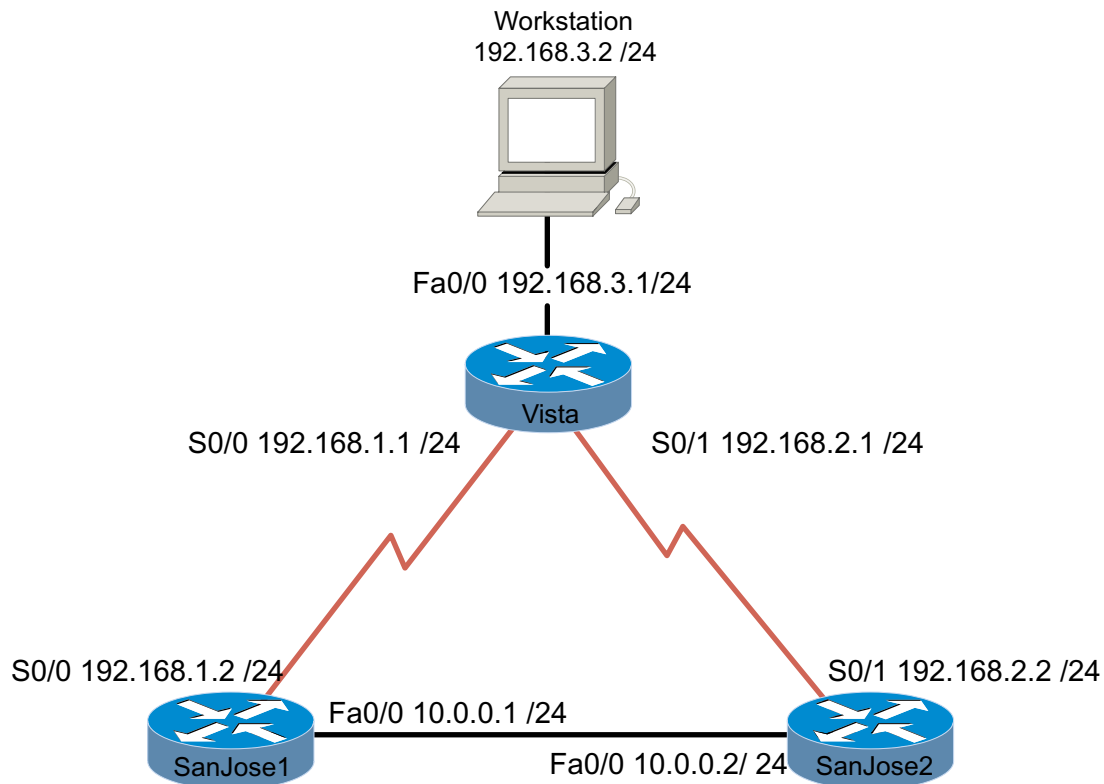 Workstation
192.168.3.2 /24
Fa0/0 192.168.3.1/24
Vista
S0/0 192.168.1.1 /24
S0/1 192.168.2.1 /24
S0/0 192.168.1.2 /24
S0/1 192.168.2.2 /24
Fa0/0 10.0.0.1 /24
Fa0/0 10.0.0.2/ 24
SanJose1
SanJose2